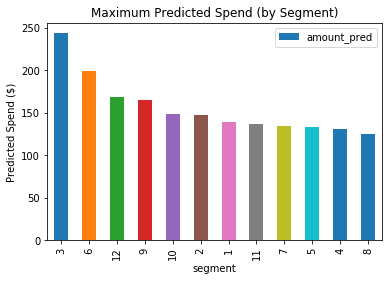 Maximum Predicted Spend (by Segment)
amount_pred
Predicted Spend ($)
250
200
150
100
50
0
3 6 12 9 10 2 1 11 7 5 4 8
segment